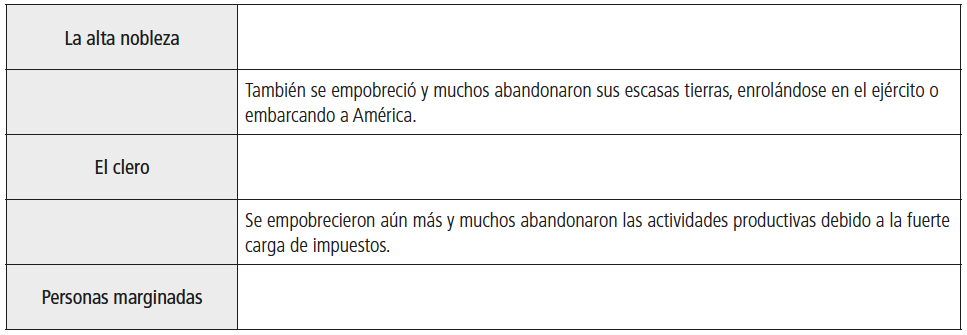 La alta nobleza
También se empobreció y muchos abandonaron sus escasas tierras, enrolándose en el ejército o
embarcando a América.
El clero
Se empobrecieron aún más y muchos abandonaron las actividades productivas debido a la fuerte
carga de impuestos.
Personas marginadas